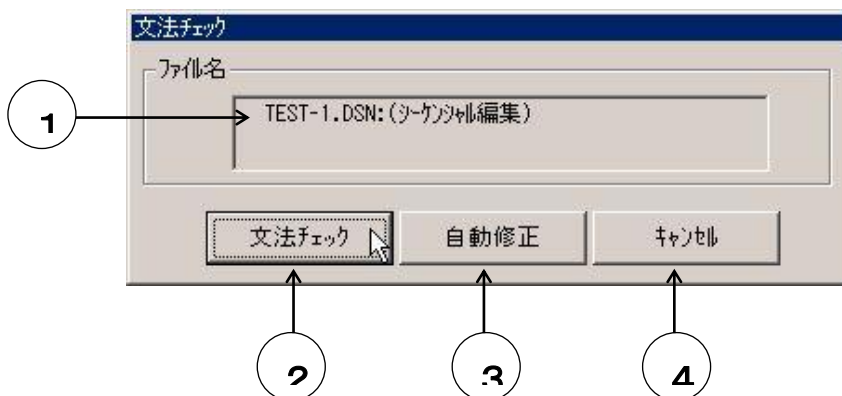 文法ﾁｪｯｸ
ﾌｧｲﾙ名
1
TEST-1.DSN:(ｼｰｹﾝｼｬﾙ編集)
文法ﾁｪｯｸ 自動修正 ｷｬﾝｾﾙ
2 3 4